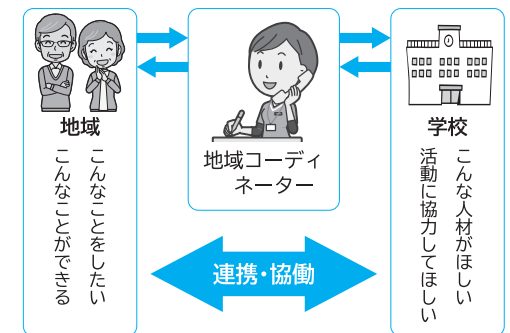 地域
こんなことをしたい
こんなことができる
地域コーディ
ネーター
学校
こんな人材がほしい
活動に協力してほしい
連携・協働